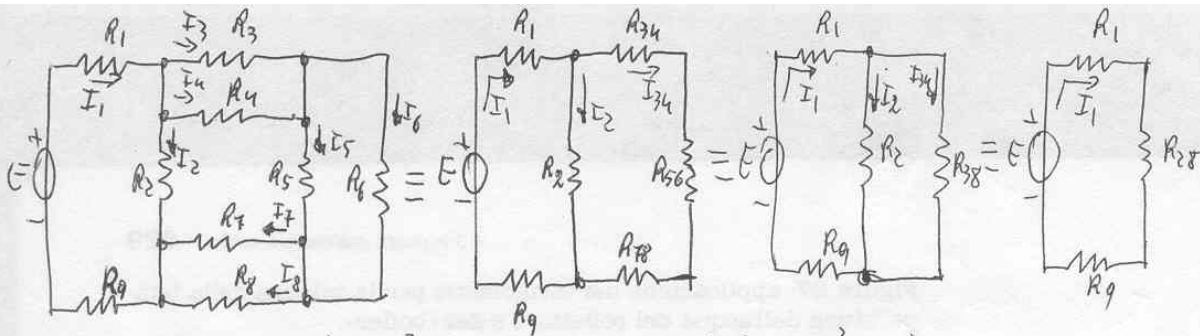 R1 I3 R3 R1 R34 R1 R1
I1 I4 R4 I6 I1 I2 I34 I1 I2 I34 I1
E + - R2 I2 R5 I5 R6 = E + - R2 R56 = E + - R2 R38 = E + - R28
R7 I7
R9 R8 I8 R9 R78 R9 R9